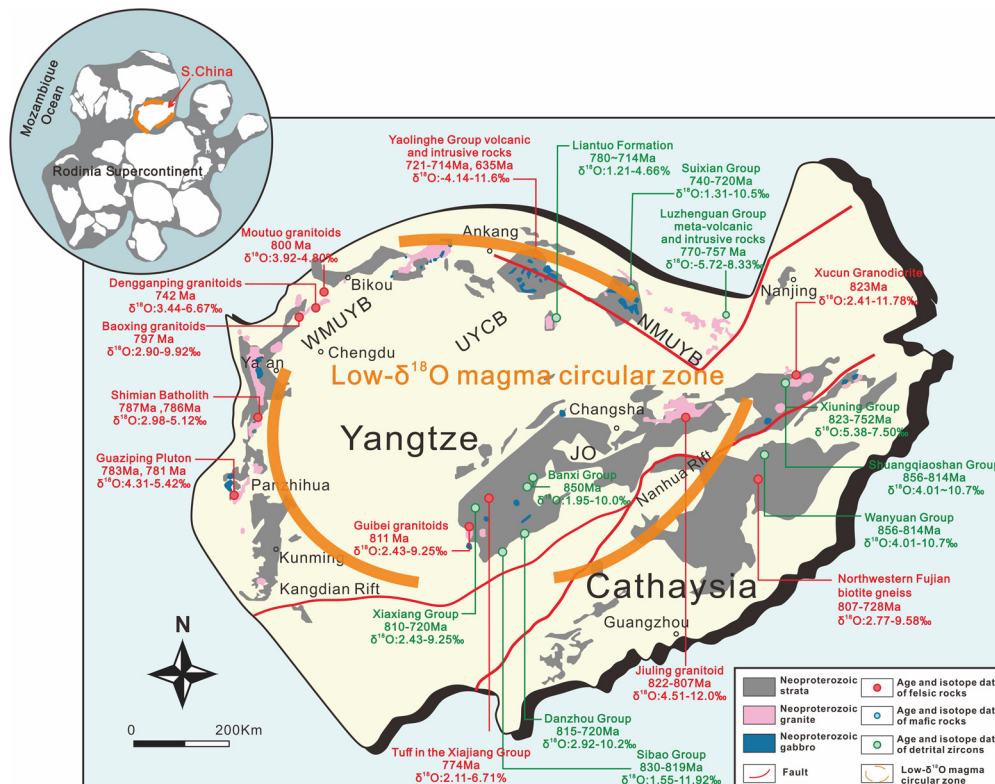 Mozambique
Ocean
S.China
Rodinia Supercontinent
Yaolinghe Group volcanic
and intrusive rocks
721-714Ma, 635Ma
δ¹⁸O:-4.14-11.6‰
Liantuo Formation
780~714Ma
δ¹⁸O:1.21-4.66%
Suixian Group
740-720Ma
δ¹⁸O:1.31-10.5‰
Luzhenguan Group
meta-volcanic
and intrusive rocks
770-757 Ma
δ¹⁸O:-5.72-8.33‰
Moutuo granitoids
800 Ma
δ¹⁸O:3.92-4.80‰
Dengganping granitoids
742 Ma
δ¹⁸O:3.44-6.67‰
Baoxing granitoids
797 Ma
δ¹⁸O:2.90-9.92‰
Shimian Batholith
787Ma ,786Ma
δ¹⁸O:2.98-5.12‰
Guaziping Pluton
783Ma, 781 Ma
δ¹⁸O:4.31-5.42‰
Ankang
Bikou
WMUYB
UYCB
NMUYB
Nanjing
Xucun Granodiorite
823Ma
δ¹⁸O:2.41-11.78‰
Chengdu
Ya'an
Low-δ¹⁸O magma circular zone
Changsha
Yangtze
JO
Nanhua Rift
Xiuning Group
823-752Ma
δ¹⁸O:5.38-7.50‰
Shuangqiaoshan Group
856-814Ma
δ¹⁸O:4.01~10.7‰
Banxi Group
850Ma
δ¹⁸O:1.95-10.0‰
Panzhihua
Wanyuan Group
856-814Ma
δ¹⁸O:4.01-10.7‰
Guibei granitoids
811 Ma
δ¹⁸O:2.43-9.25‰
Kunming
Kangdian Rift
Cathaysia
Northwestern Fujian
biotite gneiss
807-728Ma
δ¹⁸O:2.77-9.58‰
Xiaxiang Group
810-720Ma
δ¹⁸O:2.43-9.25‰
Guangzhou
Jiuling granitoid
822-807Ma
δ¹⁸O:4.51-12.0‰
Danzhou Group
815-720Ma
δ¹⁸O:2.92-10.2‰
Tuff in the Xiajiang Group
774Ma
δ¹⁸O:2.11-6.71%
Sibao Group
830-819Ma
δ¹⁸O:1.55-11.92‰
N
0 200Km
Neoproterozoic
strata
Neoproterozoic
granite
Neoproterozoic
gabbro
Fault
Age and isotope dat
of felsic rocks
Age and isotope dat
of mafic rocks
Age and isotope dat
of detrital zircons
Low-δ¹⁸O magma
circular zone